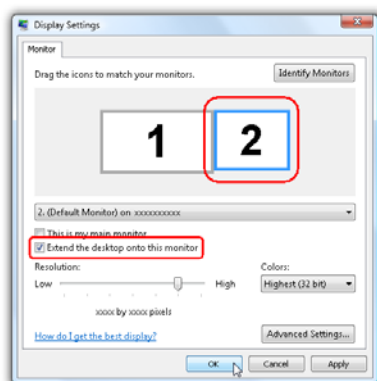 Display Settings
Monitor
Drag the icons to match your monitors.
Identify Monitors
1
2
2. (Default Monitor) on xxxxxxxxxx
This is my main monitor
Extend the desktop onto this monitor
Resolution:
Colors:
Low
High
Highest (32 bit)
xxxx by xxxx pixels
How do I get the best display?
Advanced Settings...
OK
Cancel
Apply